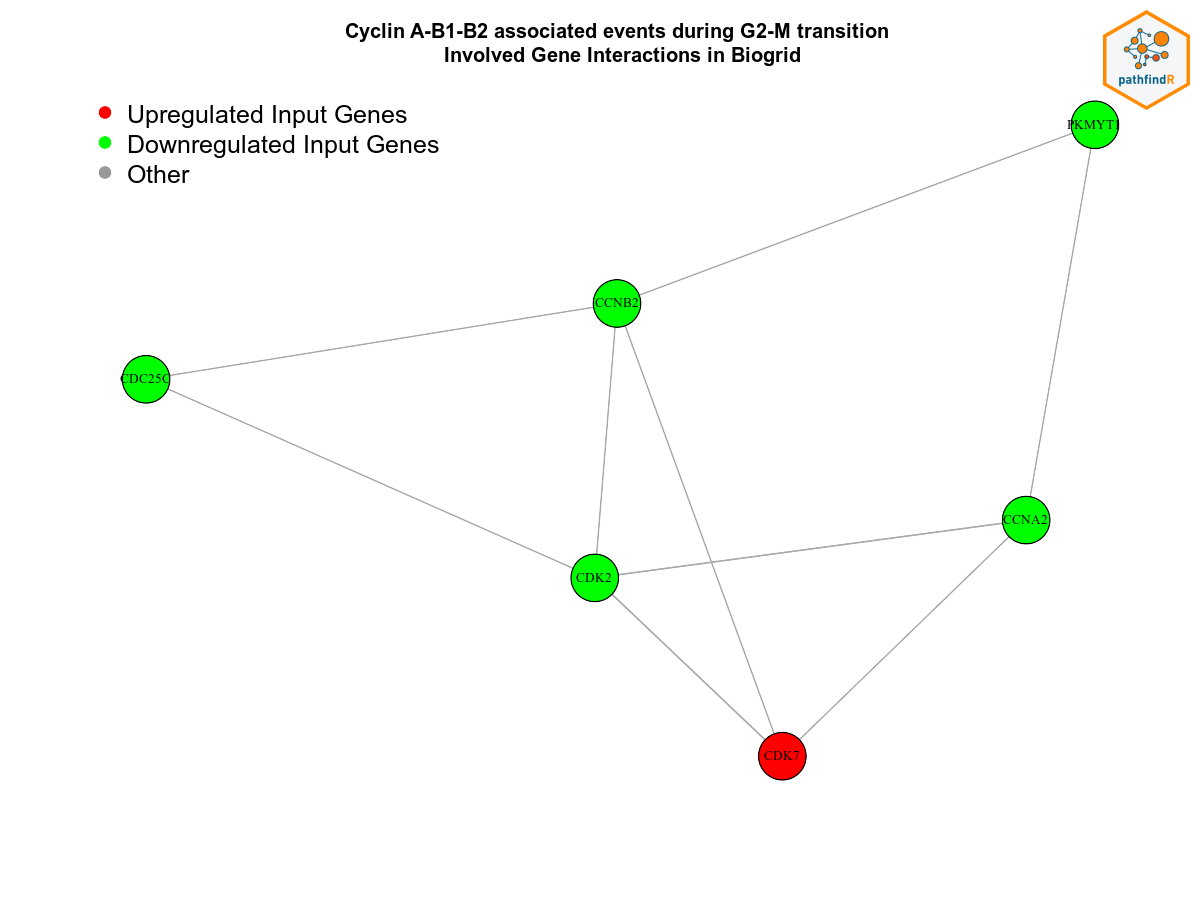 Cyclin A-B1-B2 associated events during G2-M transition
Involved Gene Interactions in Biogrid
pathfindR
Upregulated Input Genes
Downregulated Input Genes
Other
PKMYT1
CCNB2
CDC25C
CCNA2
CDK2
CDK7